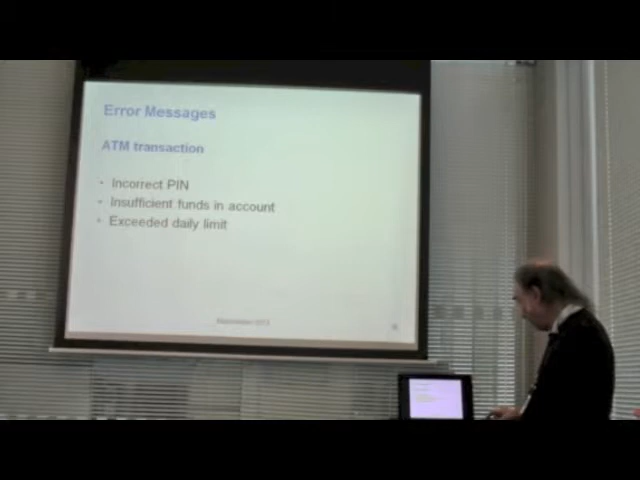 Error Messages
ATM transaction
• Incorrect PIN
• Insufficient funds in account
• Exceeded daily limit